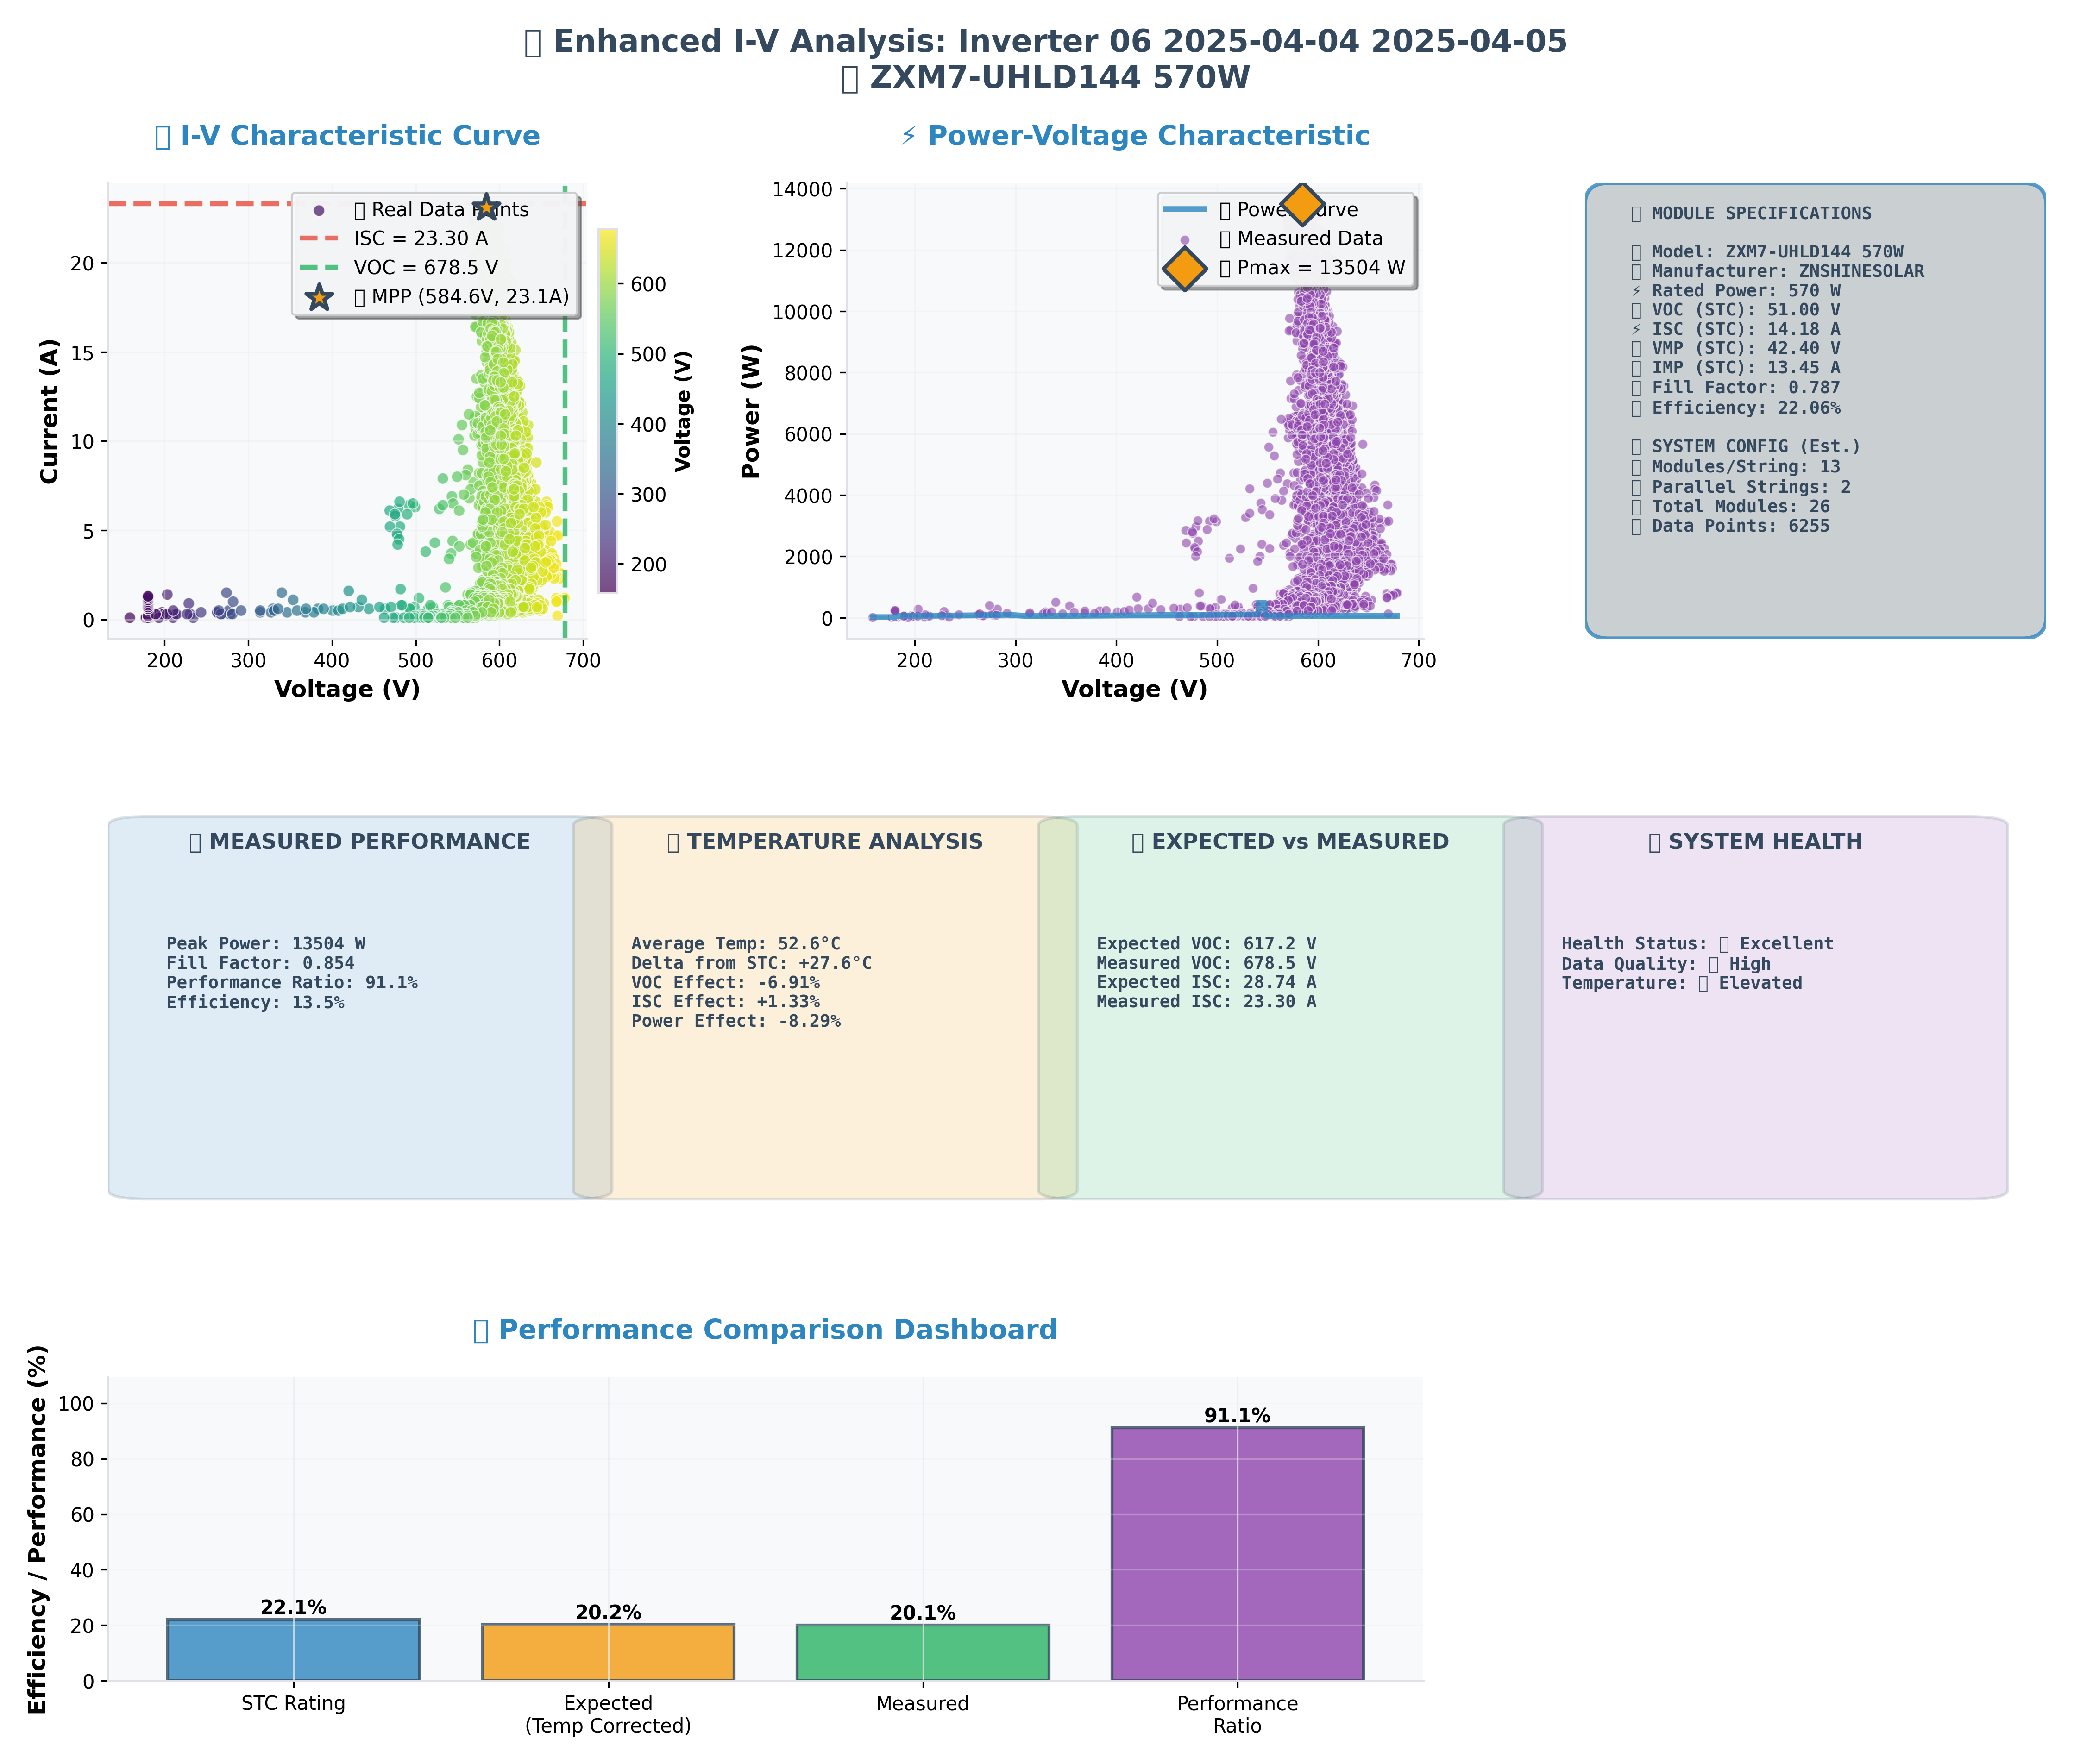 Enhanced I-V Analysis: Inverter 06 2025-04-04 2025-04-05
ZXM7-UHLD144 570W
I-V Characteristic Curve
Real Data Points
ISC = 23.30 A
VOC = 678.5 V
MPP (584.6V, 23.1A)
Current (A)
20
15
10
5
0
200 300 400 500 600 700
Voltage (V)
600
500
400
300
200
Voltage (V)
⚡ Power-Voltage Characteristic
Power Curve
Measured Data
Pmax = 13504 W
Power (W)
14000
12000
10000
8000
6000
4000
2000
0
200 300 400 500 600 700
Voltage (V)
MODULE SPECIFICATIONS
Model: ZXM7-UHLD144 570W
Manufacturer: ZNSHINESOLAR
⚡ Rated Power: 570 W
VOC (STC): 51.00 V
⚡ ISC (STC): 14.18 A
VMP (STC): 42.40 V
IMP (STC): 13.45 A
Fill Factor: 0.787
Efficiency: 22.06%
SYSTEM CONFIG (Est.)
Modules/String: 13
Parallel Strings: 2
Total Modules: 26
Data Points: 6255
MEASURED PERFORMANCE
Peak Power: 13504 W
Fill Factor: 0.854
Performance Ratio: 91.1%
Efficiency: 13.5%
TEMPERATURE ANALYSIS
Average Temp: 52.6°C
Delta from STC: +27.6°C
VOC Effect: -6.91%
ISC Effect: +1.33%
Power Effect: -8.29%
EXPECTED vs MEASURED
Expected VOC: 617.2 V
Measured VOC: 678.5 V
Expected ISC: 28.74 A
Measured ISC: 23.30 A
SYSTEM HEALTH
Health Status: Excellent
Data Quality: High
Temperature: Elevated
Performance Comparison Dashboard
Efficiency / Performance (%)
100
80
60
40
20
0
22.1%
20.2%
20.1%
91.1%
STC Rating
Expected
(Temp Corrected)
Measured
Performance
Ratio